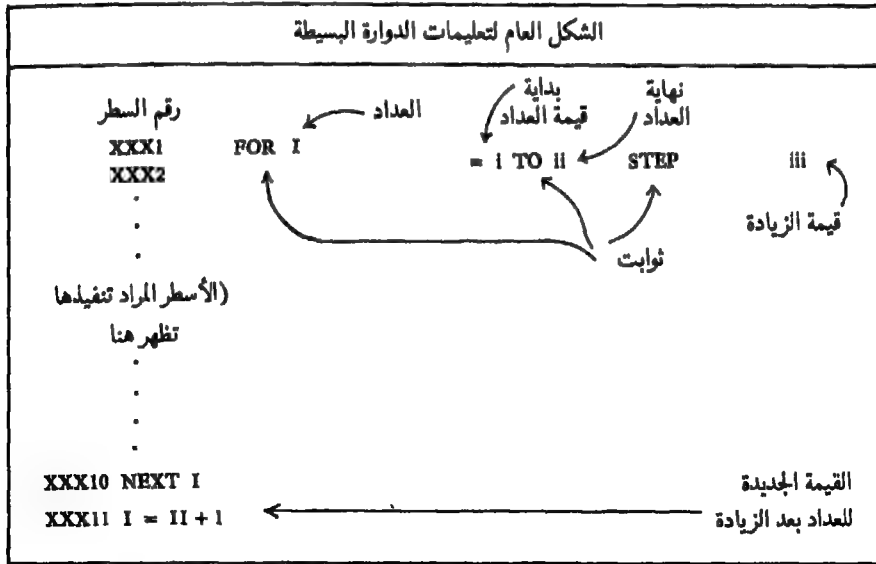 الشكل العام لتعليمات الدوارة البسيطة
رقم السطر
العداد
بداية
قيمة العداد
نهاية
العداد
XXX1 FOR I = i TO ii STEP iii
XXX2
قيمة الزيادة
ثوابت
(الأسطر المراد تنفيذها
تظهر هنا
XXX10 NEXT I
القيمة الجديدة
XXX11 I = II + 1
للعداد بعد الزيادة